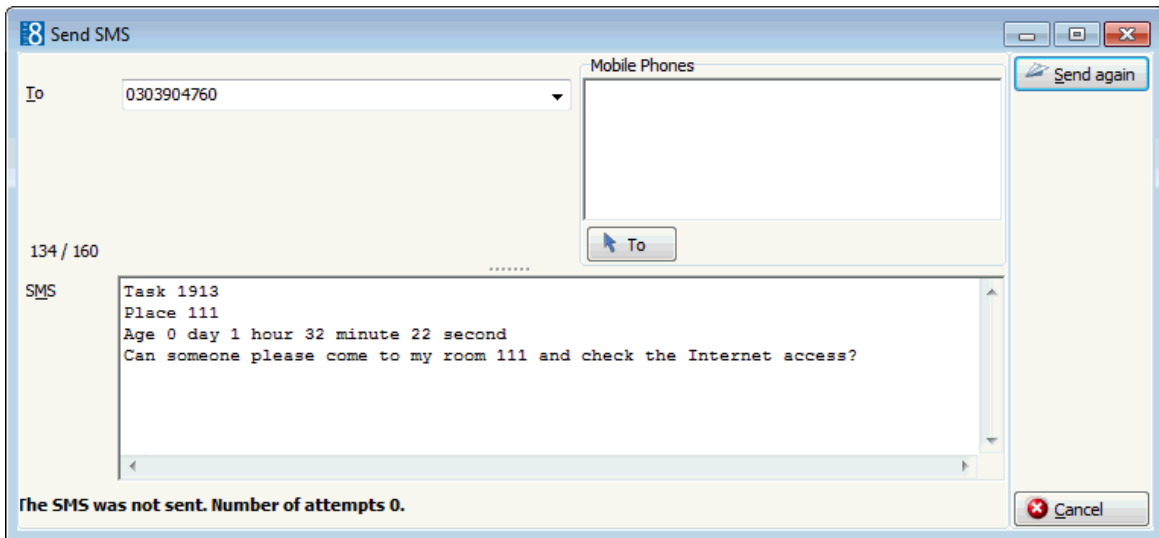 8 Send SMS
To 0303904760
Mobile Phones
Send again
To
134 / 160
SMS
Task 1913
Place 111
Age 0 day 1 hour 32 minute 22 second
Can someone please come to my room 111 and check the Internet access?
The SMS was not sent. Number of attempts 0.
Cancel